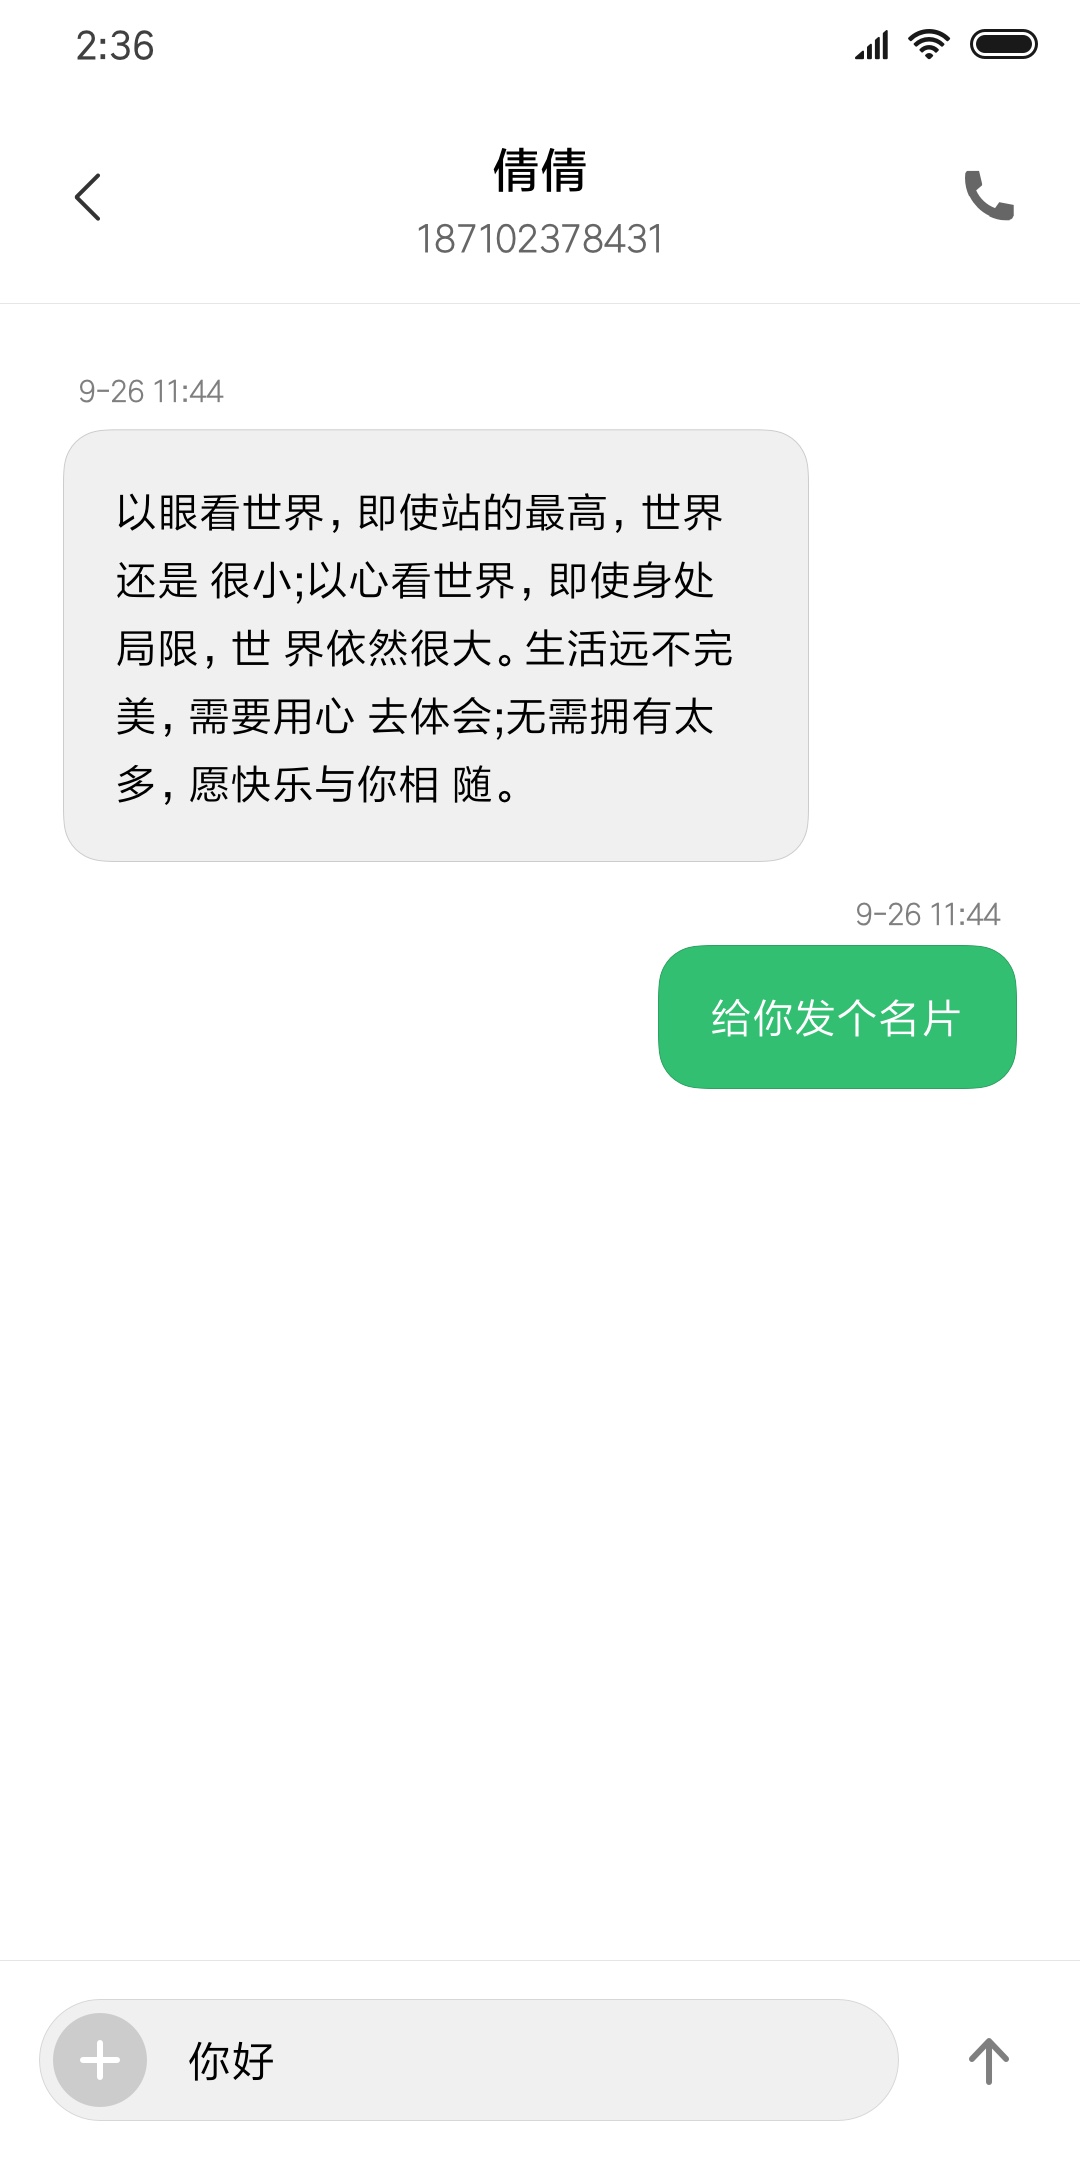 2:36
倩倩
187102378431
9-26 11:44
以眼看世界，即使站的最高，世界
还是 很小;以心看世界，即使身处
局限，世 界依然很大。生活远不完
美，需要用心 去体会;无需拥有太
多，愿快乐与你相 随。
9-26 11:44
给你发个名片
你好